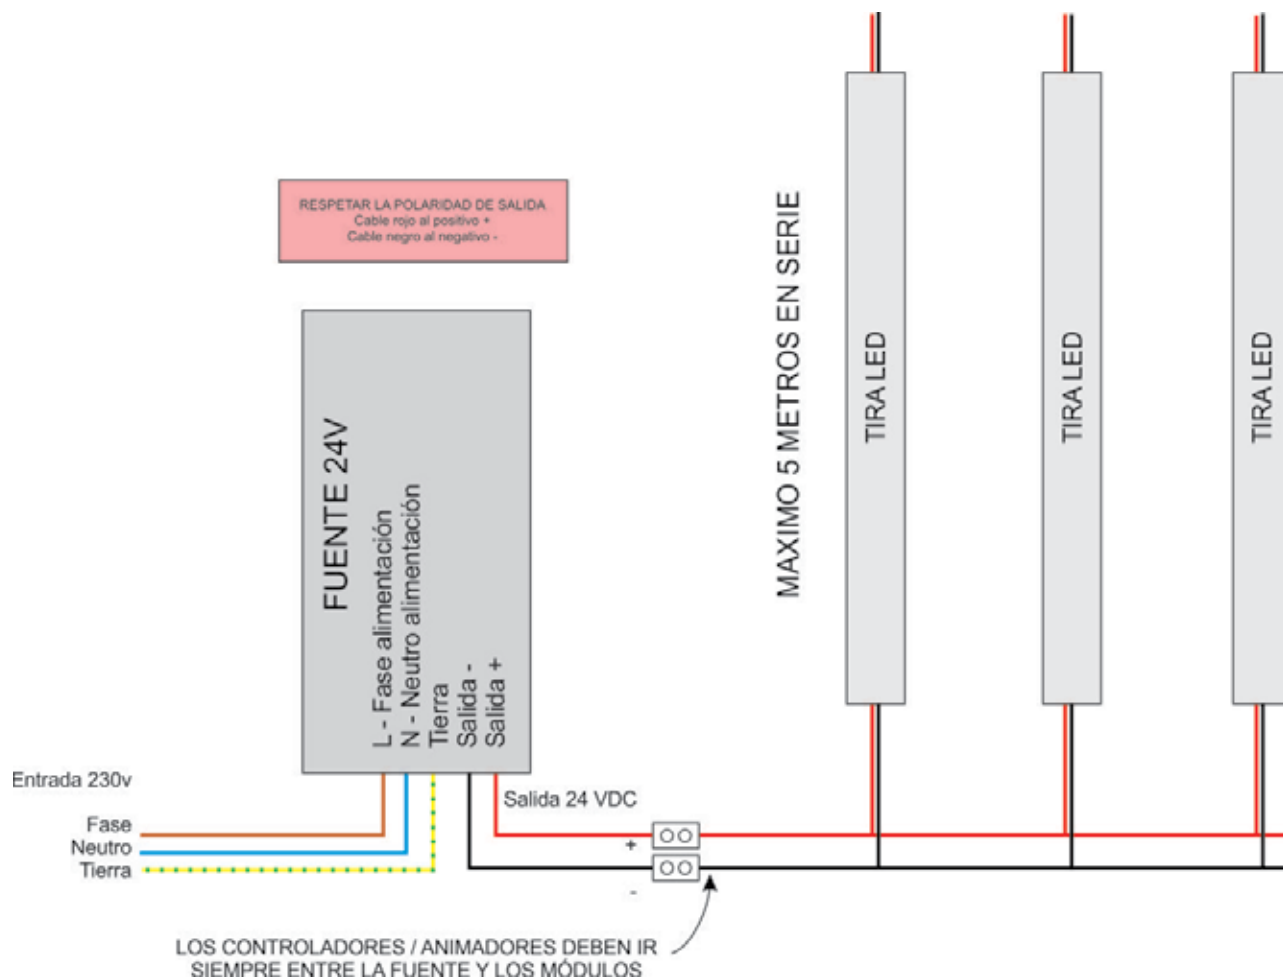 RESPETAR LA POLARIDAD DE SALIDA
Cable rojo al positivo +
Cable negro al negativo -
FUENTE 24V
L - Fase alimentación
N - Neutro alimentación
Tierra
Salida -
Salida +
Entrada 230v
Fase
Neutro
Tierra
Salida 24 VDC
+
-
MAXIMO 5 METROS EN SERIE
TIRA LED
TIRA LED
TIRA LED
LOS CONTROLADORES / ANIMADORES DEBEN IR
SIEMPRE ENTRE LA FUENTE Y LOS MÓDULOS